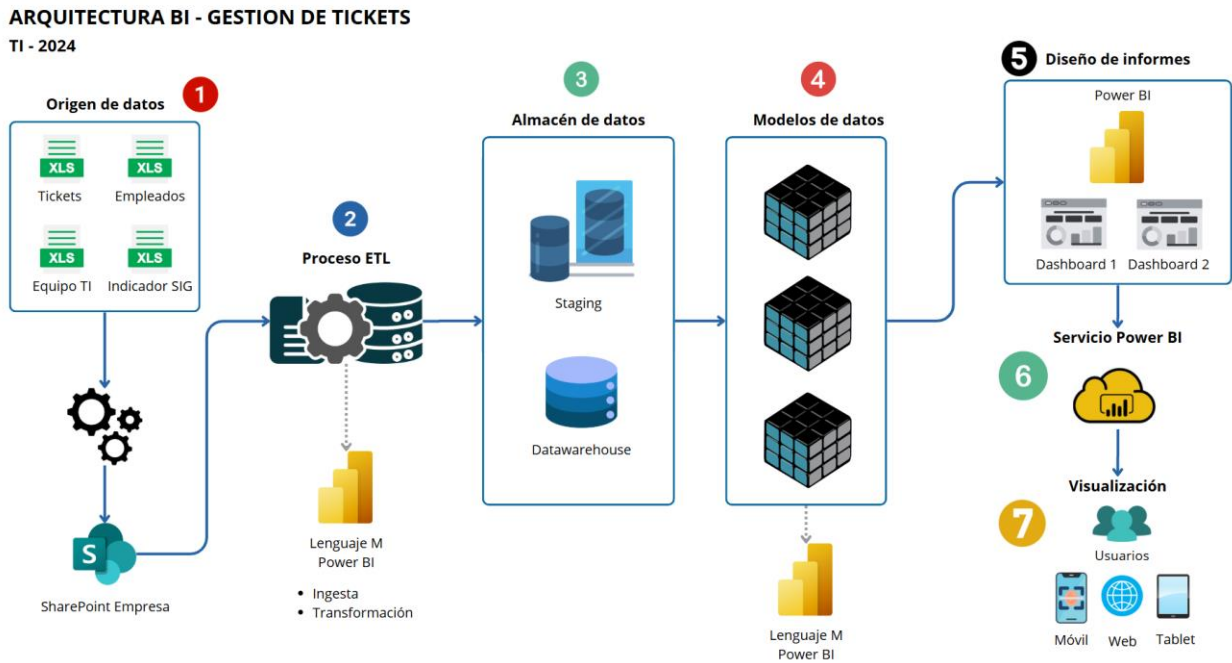 ARQUITECTURA BI - GESTION DE TICKETS
TI - 2024
1
Origen de datos
XLS
Tickets
XLS
Empleados
XLS
Equipo TI
XLS
Indicador SIG
S
SharePoint Empresa
2
Proceso ETL
Lenguaje M
Power BI
• Ingesta
• Transformación
3
Almacén de datos
Staging
Datawarehouse
4
Modelos de datos
Lenguaje M
Power BI
5
Diseño de informes
Power BI
Dashboard 1
Dashboard 2
Servicio Power BI
6
Visualización
7
Usuarios
Móvil
Web
Tablet